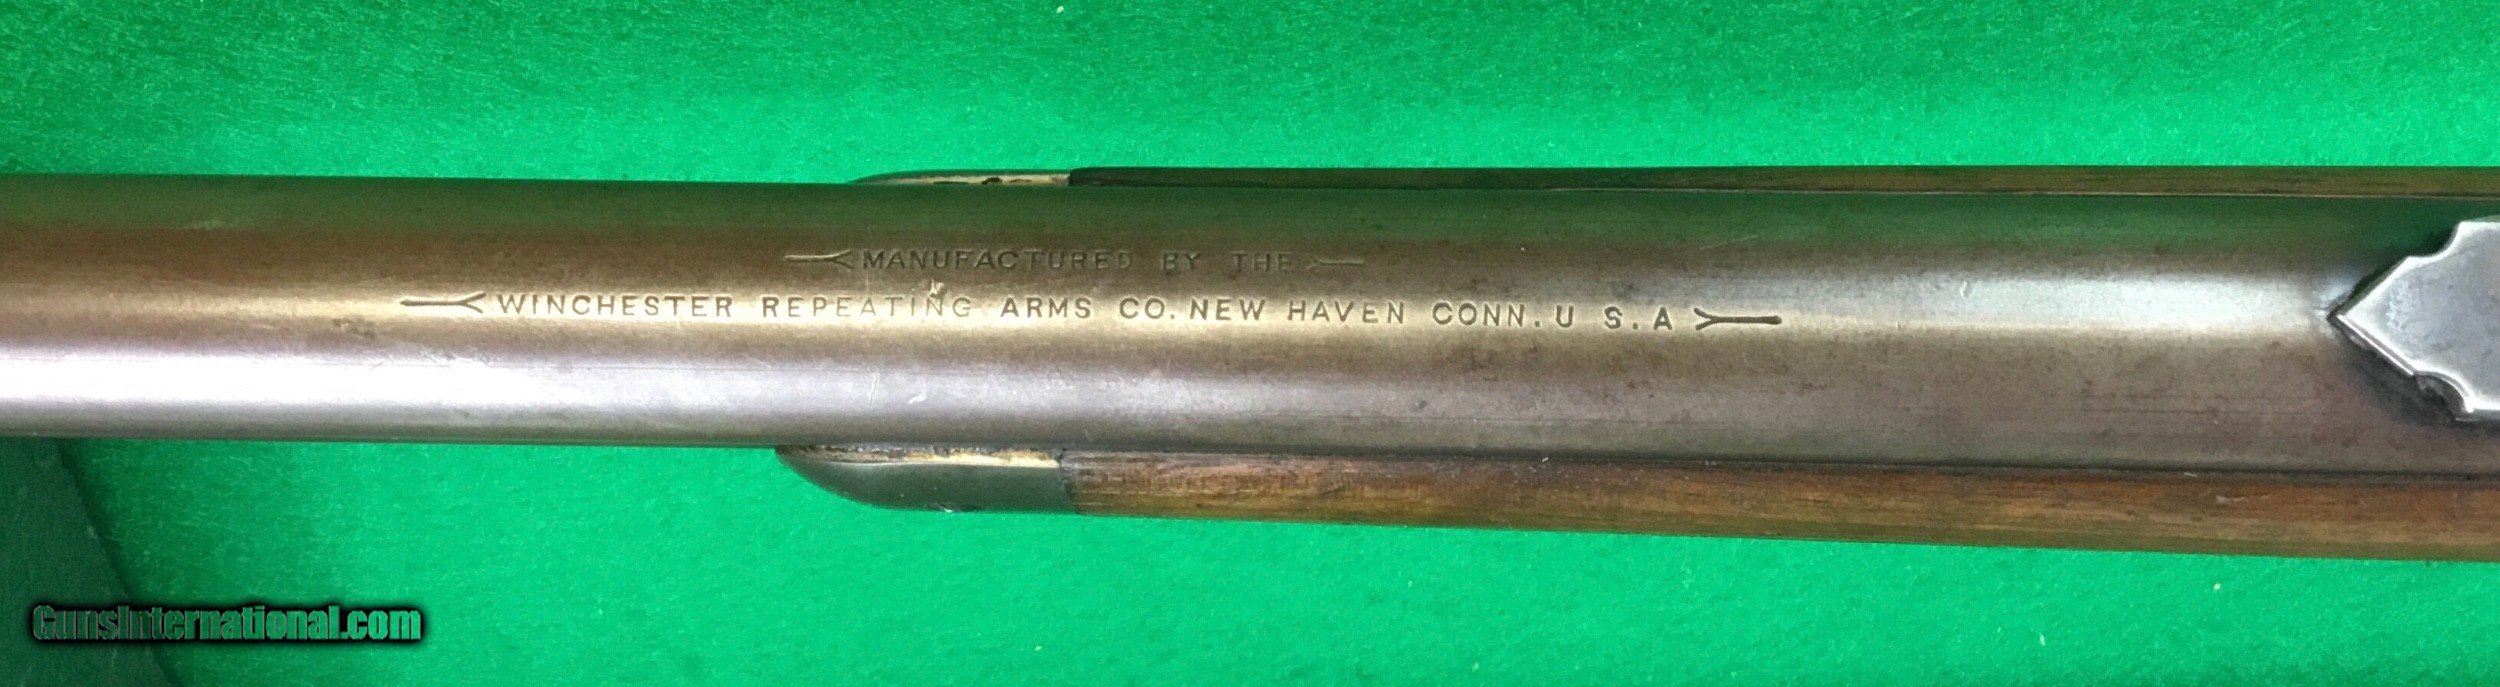 MANUFACTURED BY THE
WINCHESTER REPEATING ARMS CO. NEW HAVEN CONN. U S. A
GunsInternational.com